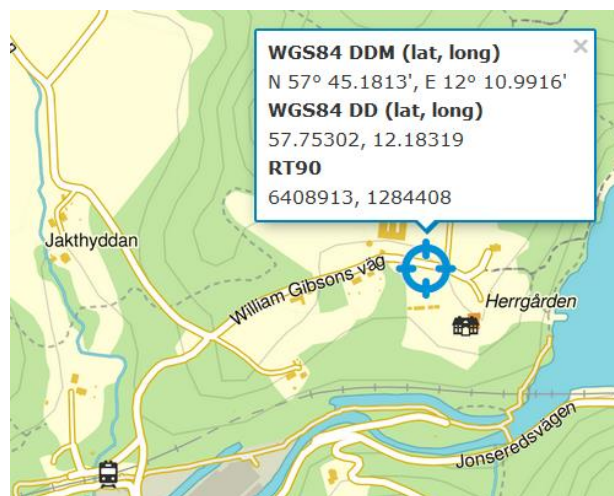 WGS84 DDM (lat, long)
N 57° 45.1813', E 12° 10.9916'
WGS84 DD (lat, long)
57.75302, 12.18319
RT90
6408913, 1284408
×
Jakthyddan
William Gibsons väg
Herrgården
Jonseredsvägen